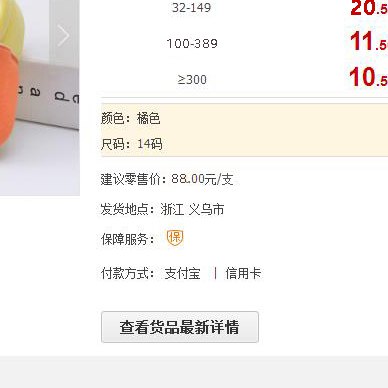 32-149 20.5
100-389 11.5
≥300 10.5
颜色：橘色
尺码：14码
建议零售价：88.00元/支
发货地点：浙江 义乌市
保障服务： 保
付款方式： 支付宝 | 信用卡
查看货品最新详情